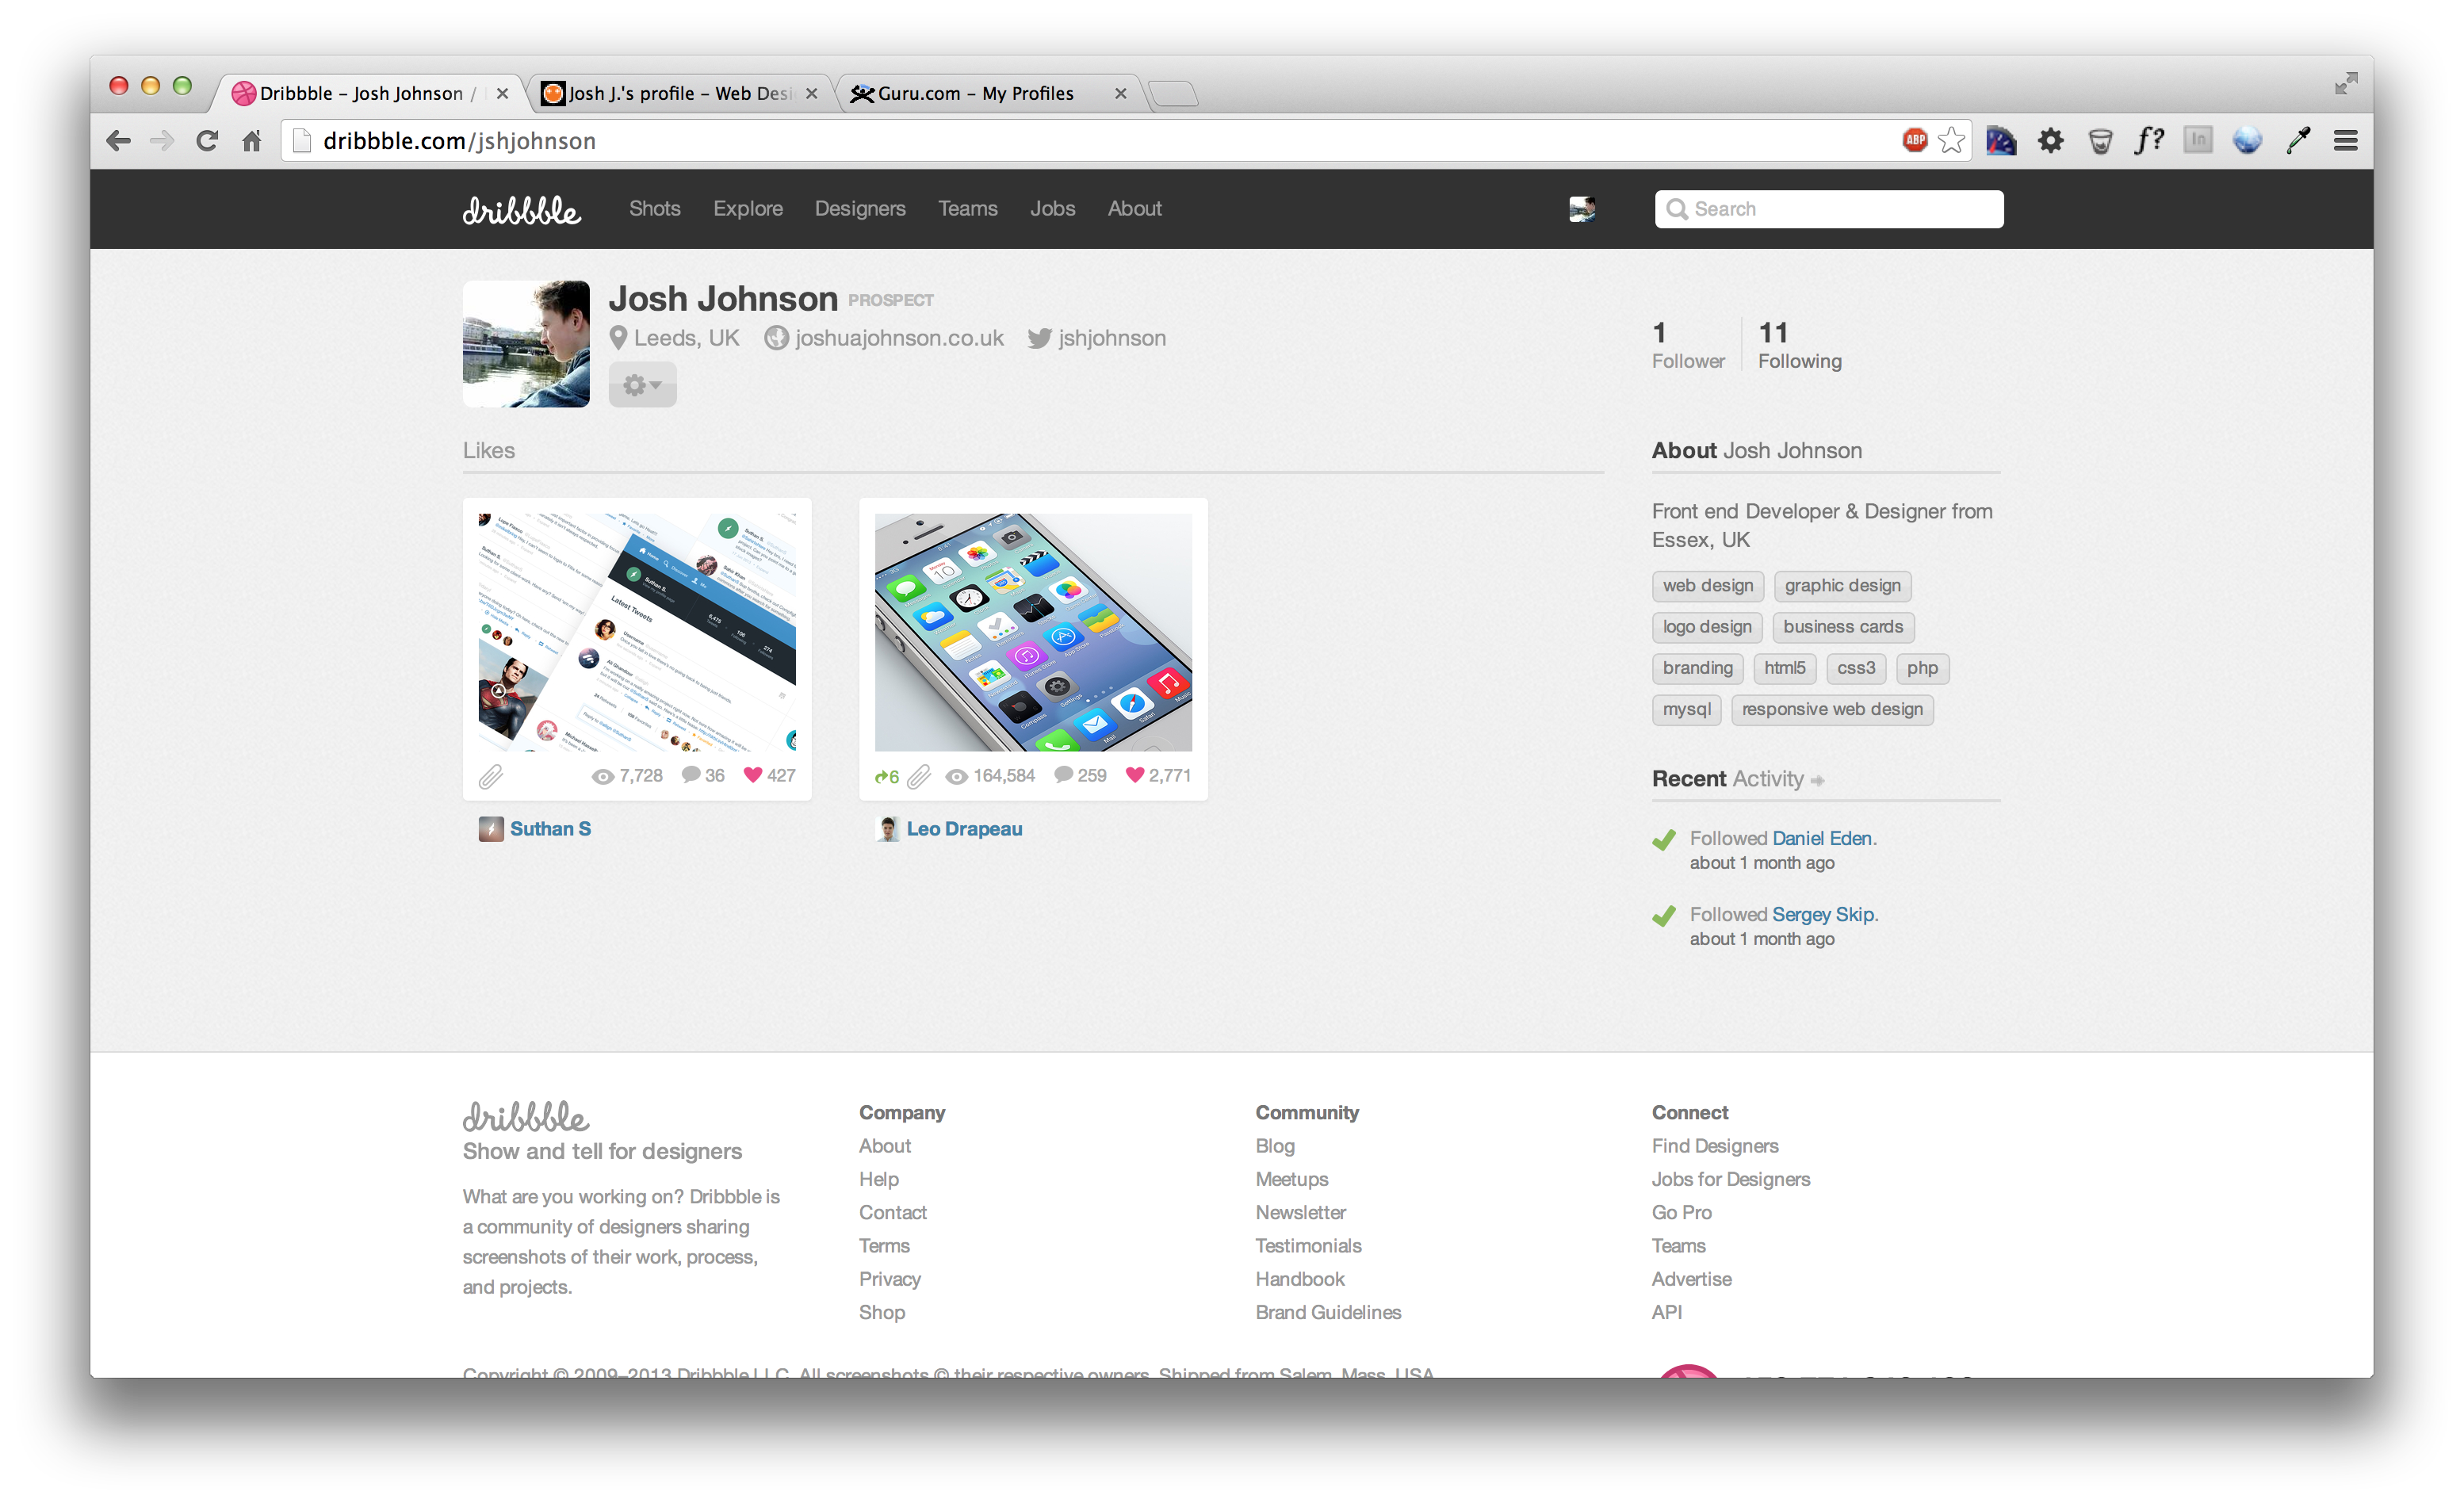 Dribbble – Josh Johnson /
Josh J.'s profile – Web Desi
Guru.com – My Profiles
dribbble.com/jshjohnson
ABP
f?
In
dribbble
Shots
Explore
Designers
Teams
Jobs
About
Search
Josh Johnson PROSPECT
Leeds, UK
joshuajohnson.co.uk
jshjohnson
1
Follower
11
Following
Likes
Latest Tweets
7,728
36
427
Suthan S
6
164,584
259
2,771
Leo Drapeau
About Josh Johnson
Front end Developer & Designer from
Essex, UK
web design
graphic design
logo design
business cards
branding
html5
css3
php
mysql
responsive web design
Recent Activity
Followed Daniel Eden.
about 1 month ago
Followed Sergey Skip.
about 1 month ago
dribbble
Show and tell for designers
What are you working on? Dribbble is
a community of designers sharing
screenshots of their work, process,
and projects.
Company
About
Help
Contact
Terms
Privacy
Shop
Community
Blog
Meetups
Newsletter
Testimonials
Handbook
Brand Guidelines
Connect
Find Designers
Jobs for Designers
Go Pro
Teams
Advertise
API
Copyright © 2009–2013 Dribbble LLC. All screenshots © their respective owners. Shipped from Salem, Mass. USA.